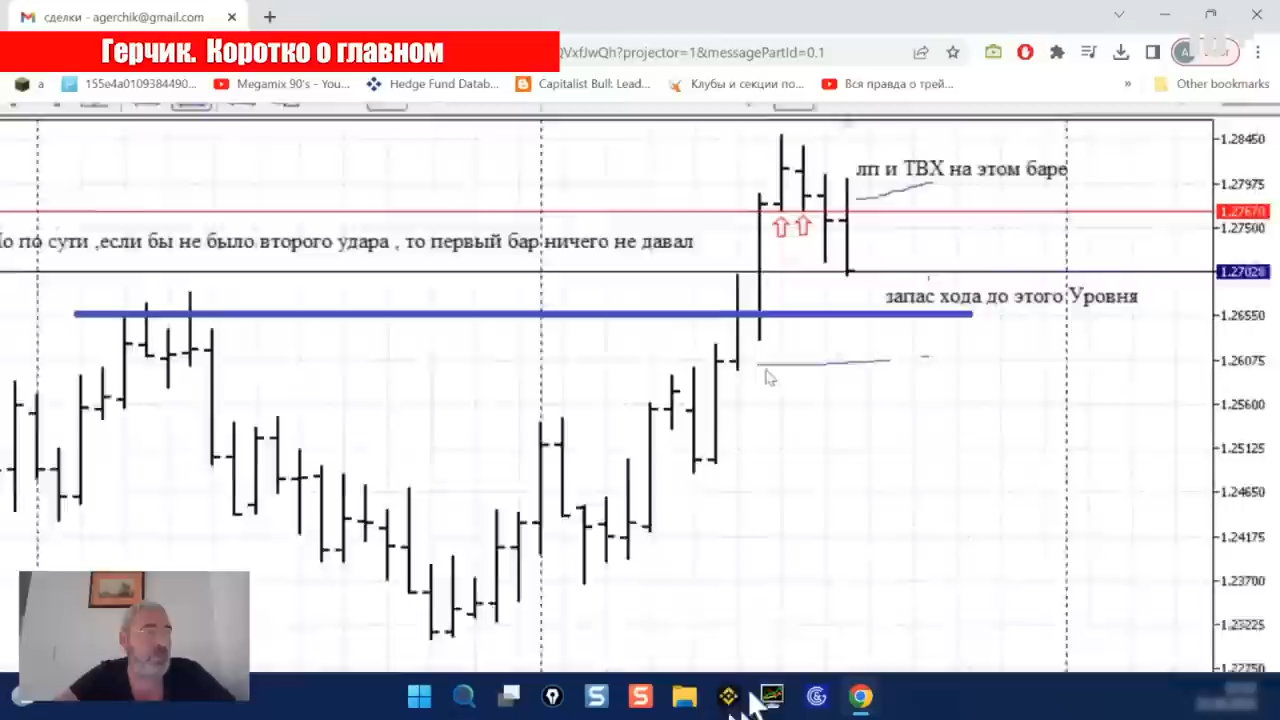 сделки - agerchik@gmail.com
Герчик. Коротко о главном
QVxfJwQh?projector=1&messagePartId=0.1
a
155e4a0109384490...
Megamix 90's - You...
Hedge Fund Datab...
Capitalist Bull: Lead...
Клубы и секции по...
Вся правда о трей...
»
Other bookmarks
1.28450
лп и ТВХ на этом баре
1.27975
1.27670
1.27500
о по сути ,если бы не было второго удара , то первый бар ничего не давал
1.27028
запас хода до этого Уровня
1.26550
1.26075
1.25600
1.25125
1.24650
1.24175
1.23700
1.23225
1.22750